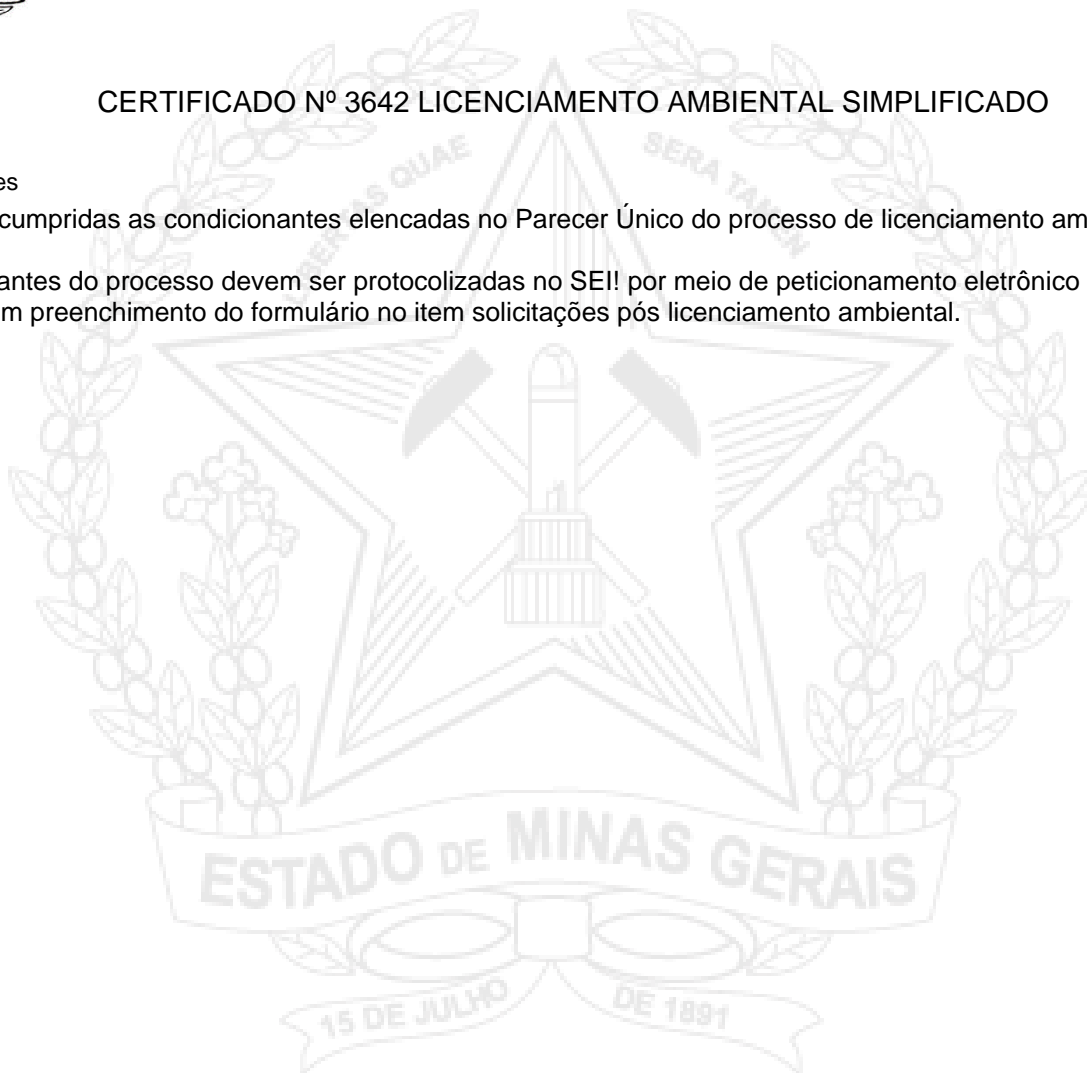 CERTIFICADO Nº 3642 LICENCIAMENTO AMBIENTAL SIMPLIFICADO
es
cumpridas as condicionantes elencadas no Parecer Único do processo de licenciamento am
antes do processo devem ser protocolizadas no SEI! por meio de peticionamento eletrônico
m preenchimento do formulário no item solicitações pós licenciamento ambiental.
LIBERTAS QUAE SERA TAMEN
ESTADO DE MINAS GERAIS
15 DE JULHO DE 1891